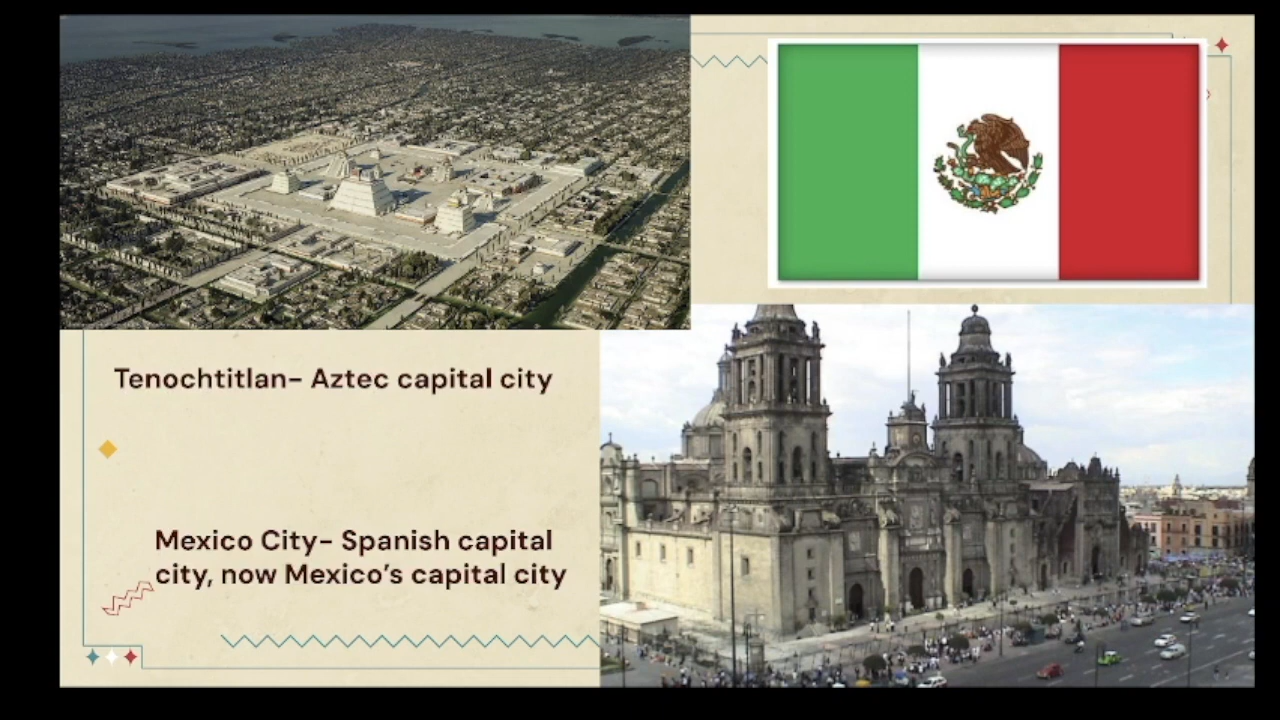 Tenochtitlan- Aztec capital city
Mexico City- Spanish capital
city, now Mexico's capital city